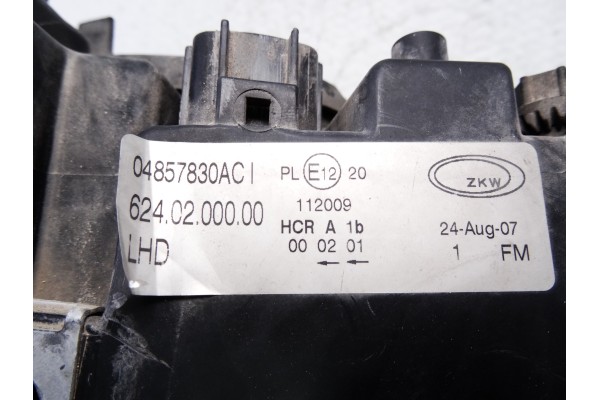 04857830ACI PL E12 20 ZKW
624.02.000.00 112009
HCR A 1b 24-Aug-07
LHD 00 02 01 1 FM
←←